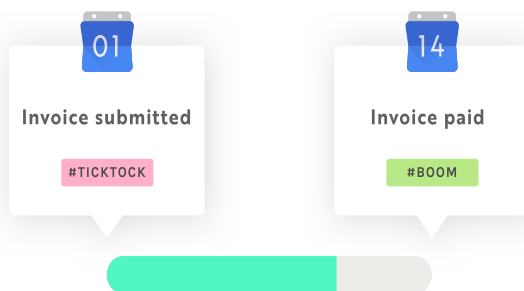 01
Invoice submitted
#TICKTOCK
14
Invoice paid
#BOOM